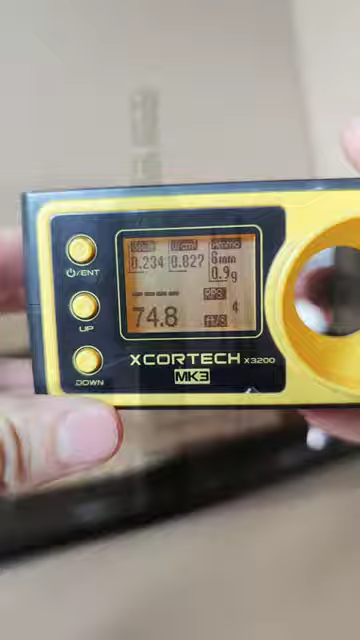 Joule J/cm² Ammo
0.234 0.827 6mm
0.9g
---- RPS
74.8 4
ft/s
⏻/ENT
UP
DOWN
XCORTECH X3200
MK3